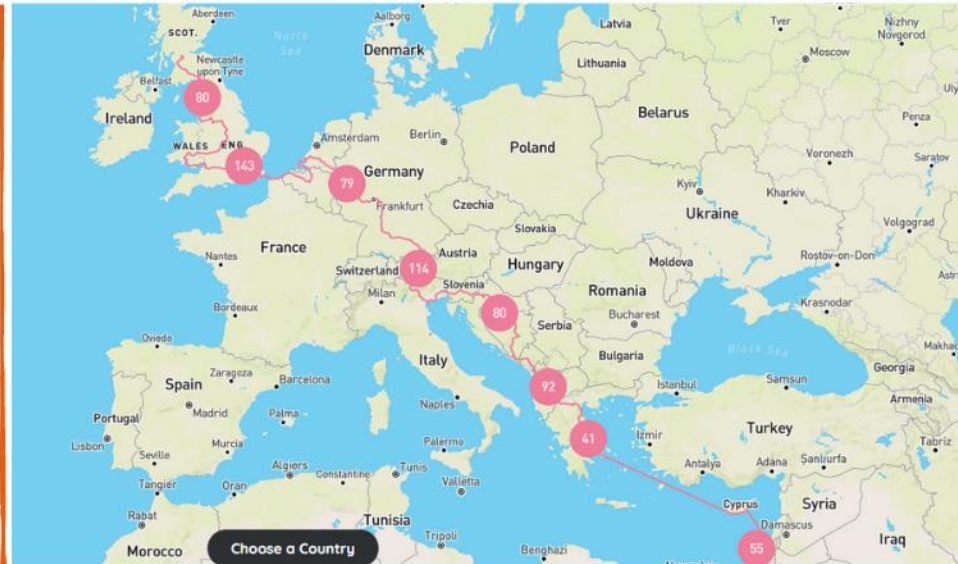 Aberdeen
SCOT.
Aalborg
Latvia
Tver
Nizhny
Novgorod
North
Sea
Denmark
Moscow
Newcastle
upon Tyne
Belfast
Lithuania
80
Ireland
Belarus
Penza
WALES
ENG
Amsterdam
Berlin
Poland
Voronezh
Saratov
143
Germany
79
Frankfurt
Kyiv
Kharkiv
Czechia
Ukraine
Slovakia
Volgograd
France
Nantes
Austria
Hungary
Moldova
Rostov-on-Don
114
Switzerland
Slovenia
Milan
Romania
Krasnodar
Bordeaux
80
Serbia
Bucharest
Oviedo
Italy
Bulgaria
Black Sea
Georgia
Zaragoza
Barcelona
Spain
92
Istanbul
Samsun
Armenia
Madrid
Naples
Portugal
Palma
Lisbon
41
Izmir
Turkey
Tabriz
Murcia
Palermo
Seville
Antalya
Adana
Şanlıurfa
Algiers
Constantine
Tunis
Tangier
Oran
Valletta
Cyprus
Syria
Rabat
Tunisia
Damascus
Iraq
Tripoli
Morocco
Choose a Country
Benghazi
55